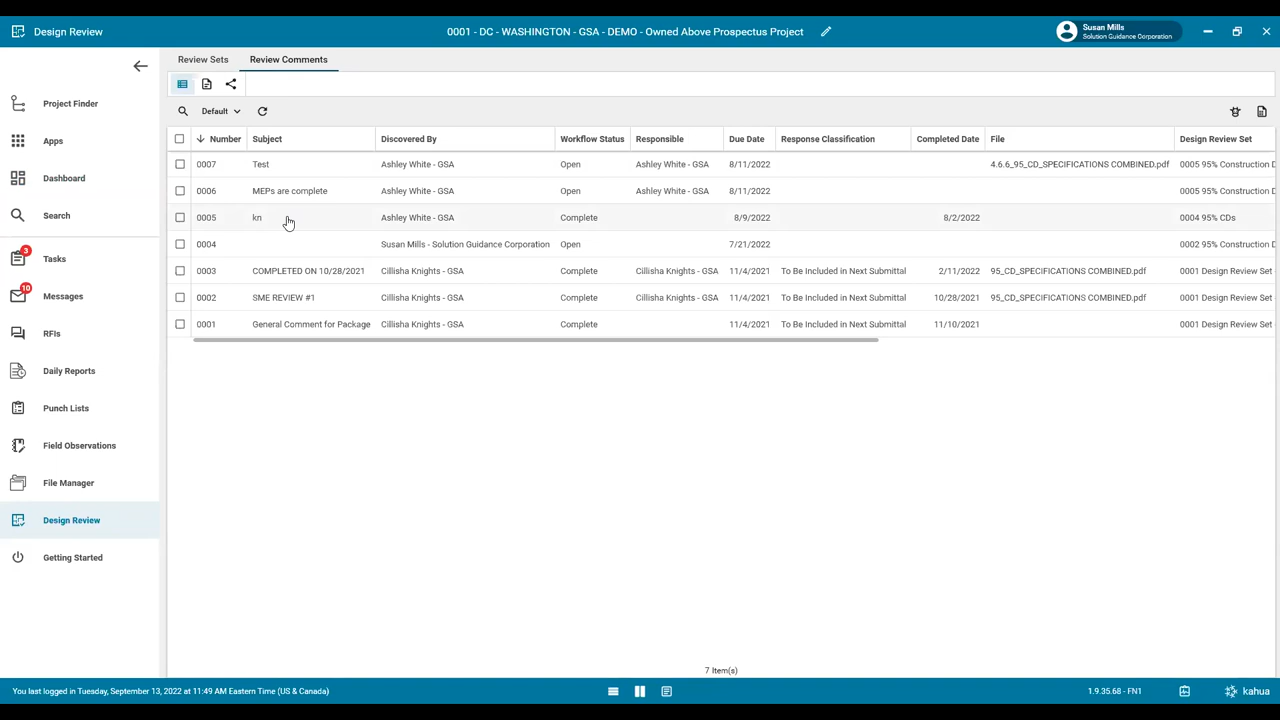 Design Review
0001 - DC - WASHINGTON - GSA - DEMO - Owned Above Prospectus Project
Susan Mills
Solution Guidance Corporation
Review Sets
Review Comments
Project Finder
Apps
Dashboard
Search
3
Tasks
10
Messages
RFIs
Daily Reports
Punch Lists
Field Observations
File Manager
Design Review
Getting Started
Default
Number Subject Discovered By Workflow Status Responsible Due Date Response Classification Completed Date File Design Review Set
0007 Test Ashley White - GSA Open Ashley White - GSA 8/11/2022 4.6.6_95_CD_SPECIFICATIONS COMBINED.pdf 0005 95% Construction D
0006 MEPs are complete Ashley White - GSA Open Ashley White - GSA 8/11/2022 0005 95% Construction D
0005 kn Ashley White - GSA Complete 8/9/2022 8/2/2022 0004 95% CDs
0004 Susan Mills - Solution Guidance Corporation Open 7/21/2022 0002 95% Construction D
0003 COMPLETED ON 10/28/2021 Cillisha Knights - GSA Complete Cillisha Knights - GSA 11/4/2021 To Be Included in Next Submittal 2/11/2022 95_CD_SPECIFICATIONS COMBINED.pdf 0001 Design Review Set
0002 SME REVIEW #1 Cillisha Knights - GSA Complete Cillisha Knights - GSA 11/4/2021 To Be Included in Next Submittal 10/28/2021 95_CD_SPECIFICATIONS COMBINED.pdf 0001 Design Review Set
0001 General Comment for Package Cillisha Knights - GSA Complete 11/4/2021 To Be Included in Next Submittal 11/10/2021 0001 Design Review Set
7 Item(s)
You last logged in Tuesday, September 13, 2022 at 11:49 AM Eastern Time (US & Canada)
1.9.35.68 - FN1
kahua